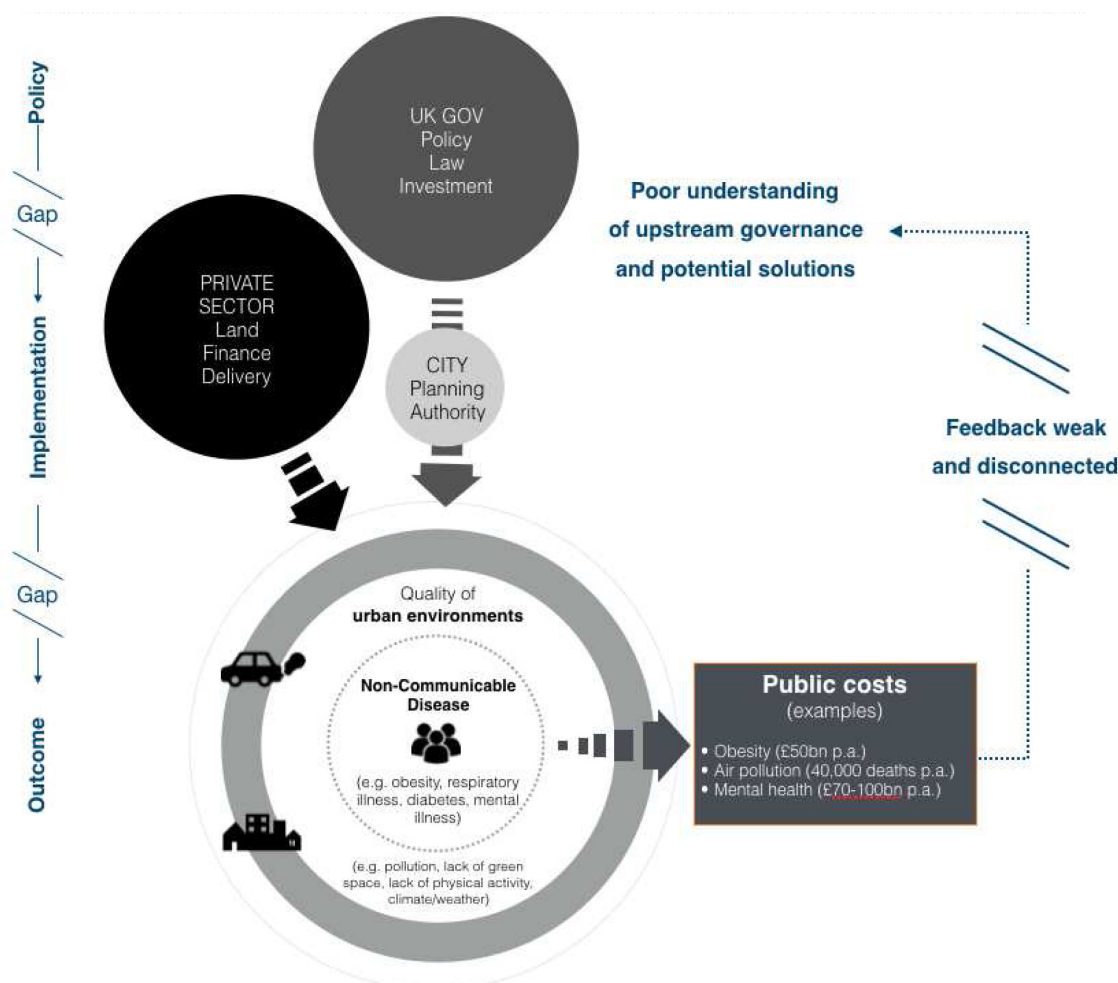 Policy
Gap
Implementation
Gap
Outcome
UK GOV
Policy
Law
Investment
PRIVATE
SECTOR
Land
Finance
Delivery
CITY
Planning
Authority
Poor understanding
of upstream governance
and potential solutions
Feedback weak
and disconnected
Quality of
urban environments
Non-Communicable
Disease
(e.g. obesity, respiratory
illness, diabetes, mental
illness)
(e.g. pollution, lack of green
space, lack of physical activity,
climate/weather)
Public costs
(examples)
• Obesity (£50bn p.a.)
• Air pollution (40,000 deaths p.a.)
• Mental health (£70-100bn p.a.)